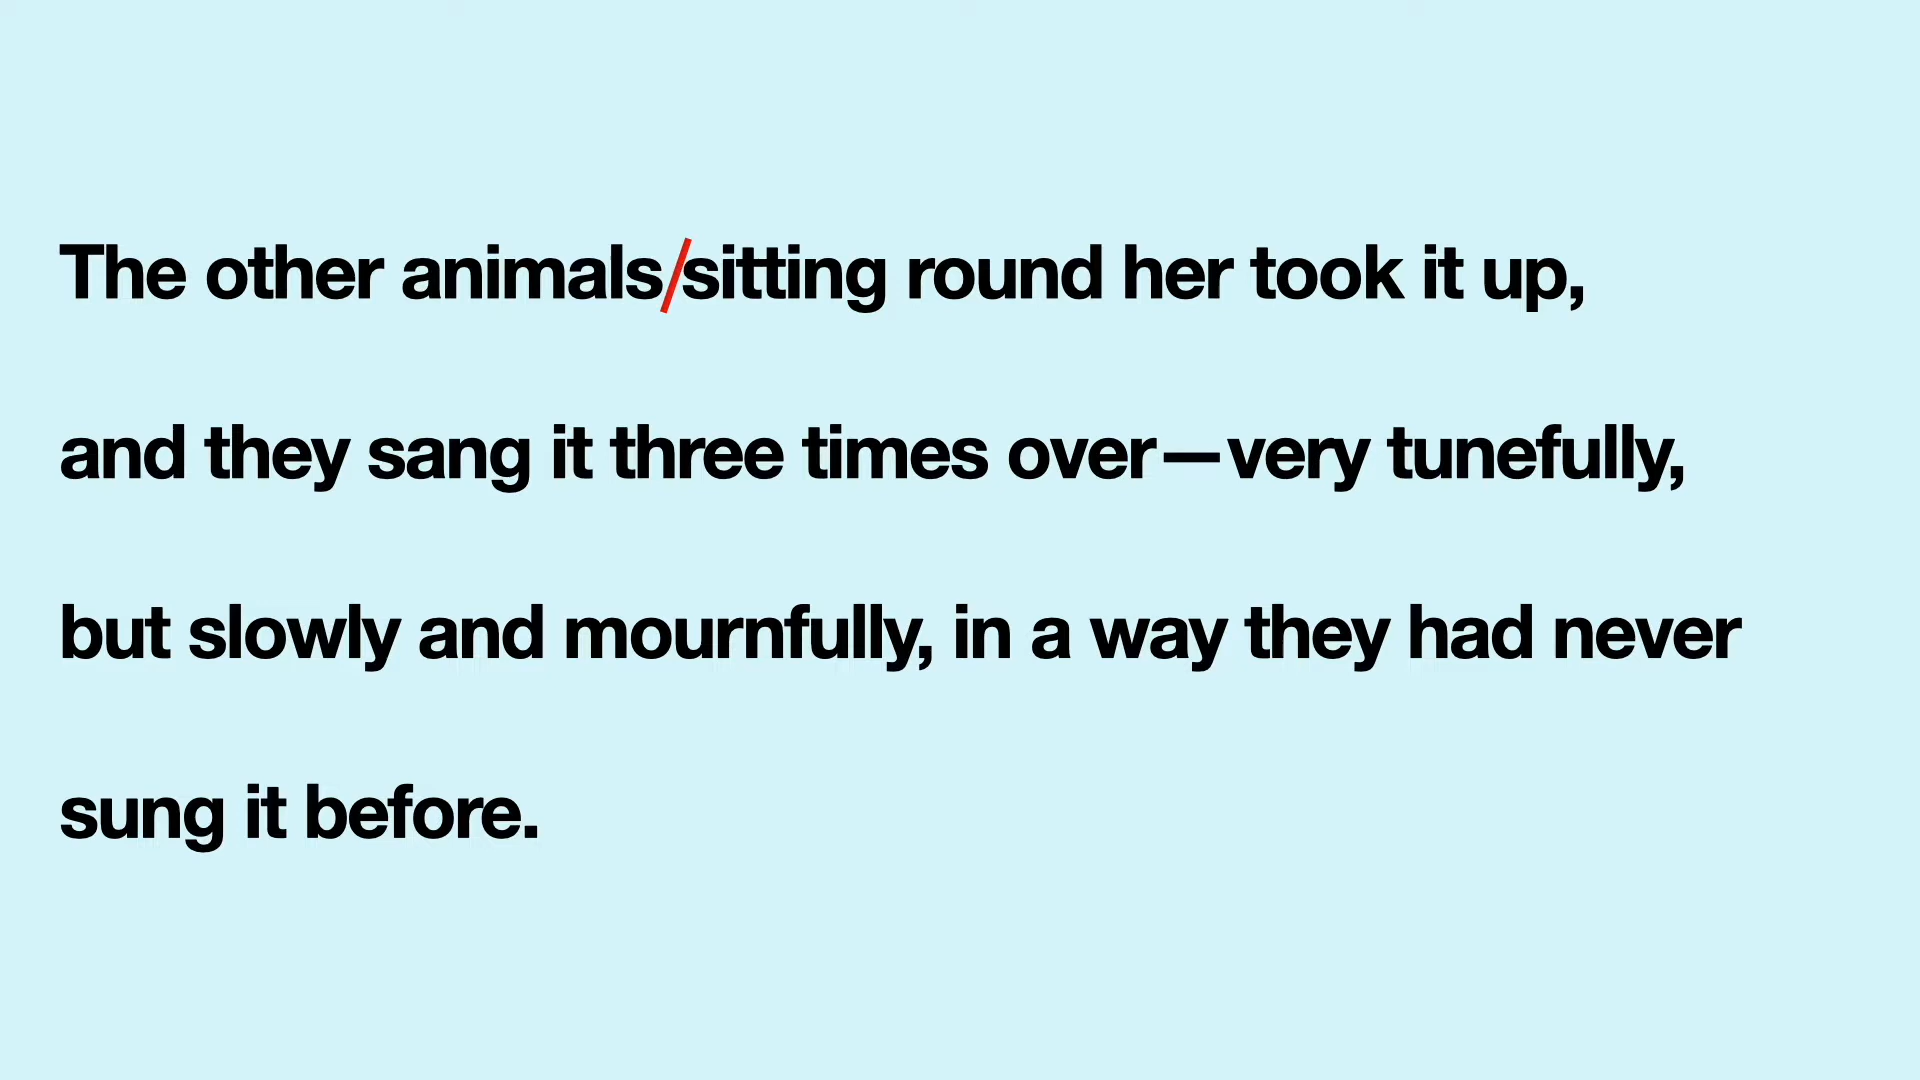 The other animals/sitting round her took it up,
and they sang it three times over—very tunefully,
but slowly and mournfully, in a way they had never
sung it before.